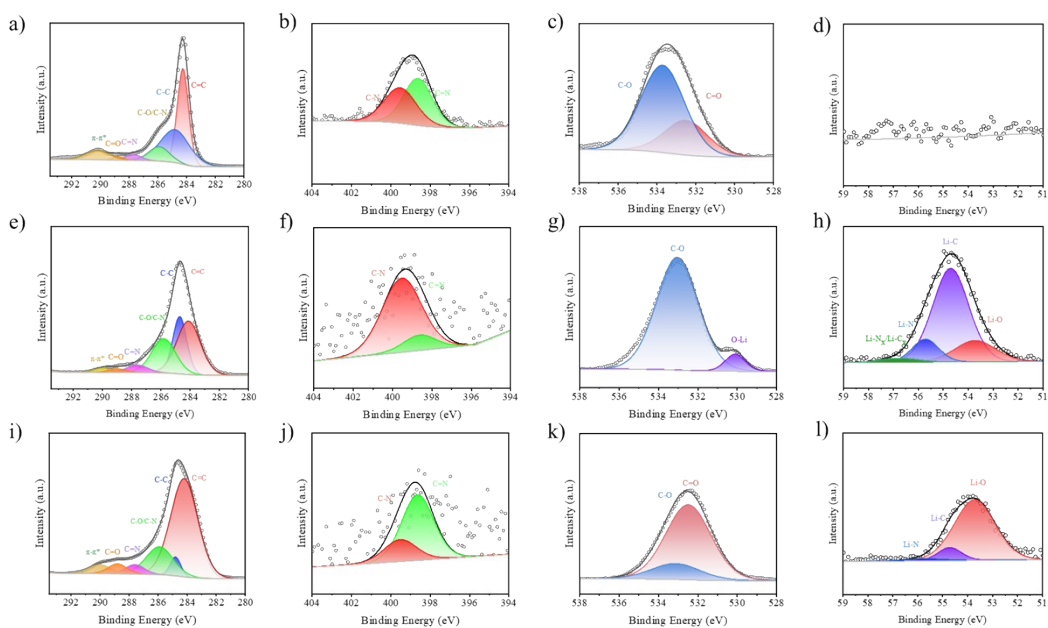 a)
Intensity (a.u.)
C=C
C-C
C-O/C-N
π-π*
C=O
C=N
292 290 288 286 284 282 280
Binding Energy (eV)
b)
Intensity (a.u.)
C-N
C=N
404 402 400 398 396 394
Binding Energy (eV)
c)
Intensity (a.u.)
C-O
C=O
538 536 534 532 530 528
Binding Energy (eV)
d)
Intensity (a.u.)
59 58 57 56 55 54 53 52 51
Binding Energy (eV)
e)
Intensity (a.u.)
C-C
C=C
C-O/C-N
π-π*
C=O
C=N
292 290 288 286 284 282 280
Binding Energy (eV)
f)
Intensity (a.u.)
C-N
C=N
404 402 400 398 396 394
Binding Energy (eV)
g)
Intensity (a.u.)
C-O
O-Li
538 536 534 532 530 528
Binding Energy (eV)
h)
Intensity (a.u.)
Li-C
Li-N
Li-O
59 58 57 56 55 54 53 52 51
Binding Energy (eV)
i)
Intensity (a.u.)
C-C
C=C
C-O/C-N
π-π*
C=O
C=N
292 290 288 286 284 282 280
Binding Energy (eV)
j)
Intensity (a.u.)
C-N
C=N
404 402 400 398 396 394
Binding Energy (eV)
k)
Intensity (a.u.)
C-O
C=O
538 536 534 532 530 528
Binding Energy (eV)
l)
Intensity (a.u.)
Li-O
Li-C
Li-N
59 58 57 56 55 54 53 52 51
Binding Energy (eV)